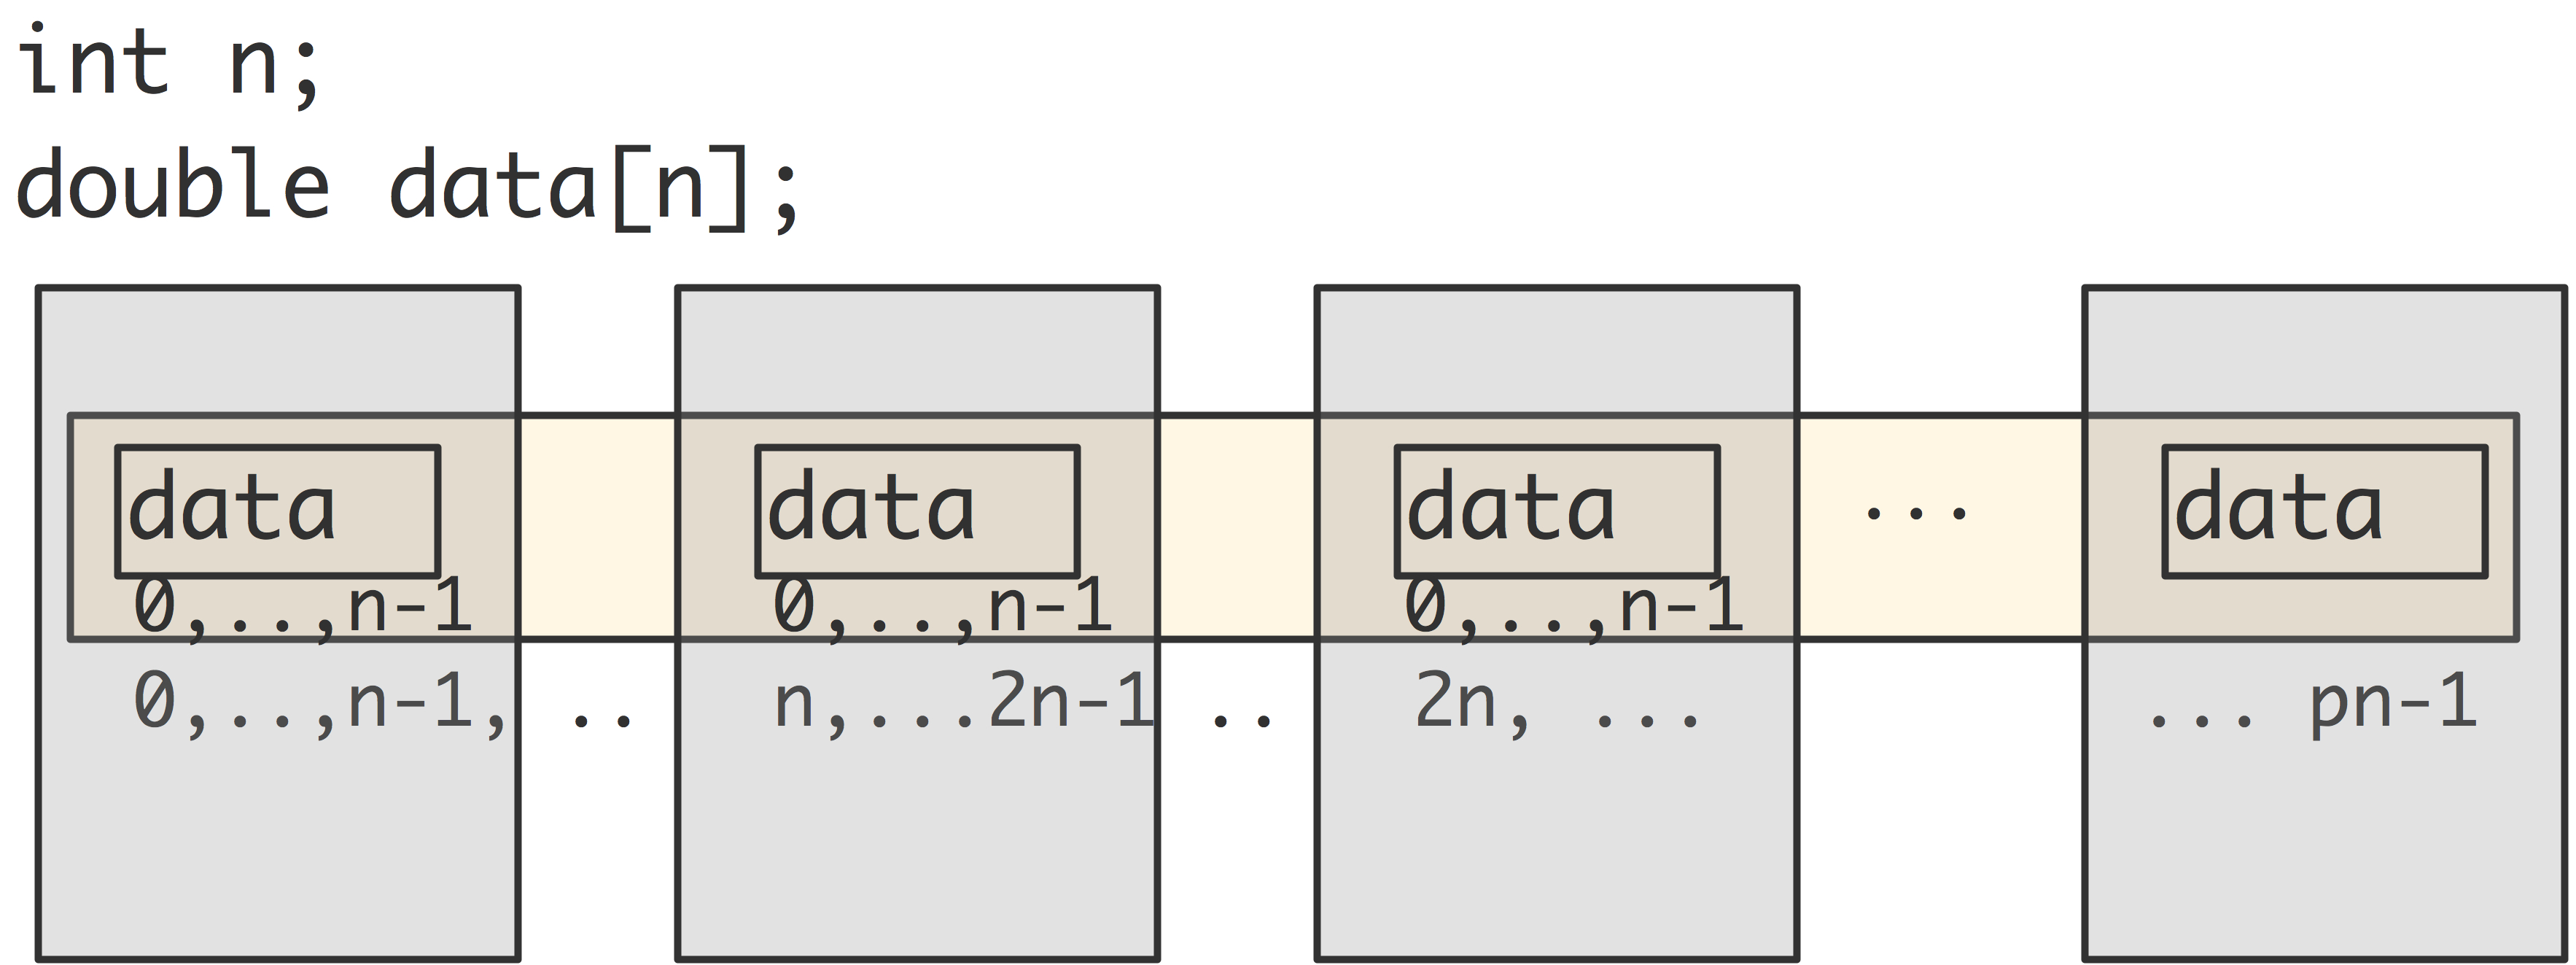 int n;
double data[n];
data data data ... data
0,..,n-1 0,..,n-1 0,..,n-1
0,..,n-1, .. n,...2n-1 .. 2n, ... ... pn-1